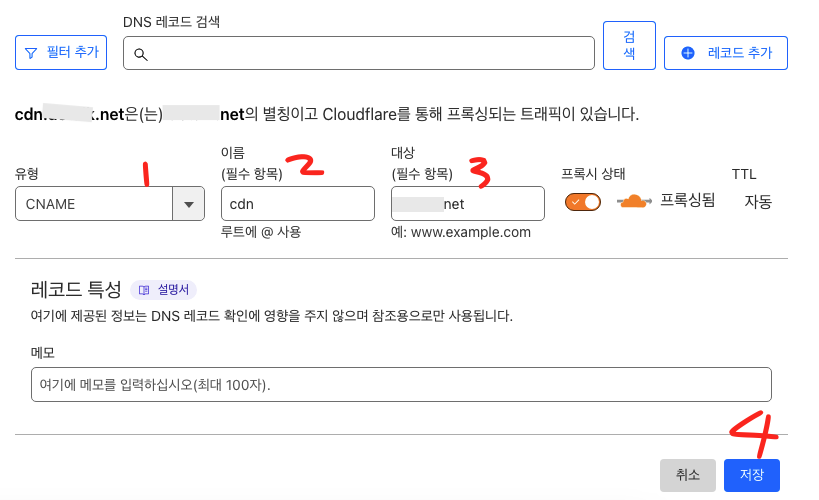 DNS 레코드 검색
필터 추가
검색
레코드 추가
cdn. .net은(는) net의 별칭이고 Cloudflare를 통해 프록싱되는 트래픽이 있습니다.
유형 1
이름
(필수 항목) 2
대상
(필수 항목) 3
프록시 상태
TTL
CNAME
cdn
net
프록싱됨
자동
루트에 @ 사용
예: www.example.com
레코드 특성 설명서
여기에 제공된 정보는 DNS 레코드 확인에 영향을 주지 않으며 참조용으로만 사용됩니다.
메모
여기에 메모를 입력하십시오(최대 100자).
4
취소
저장